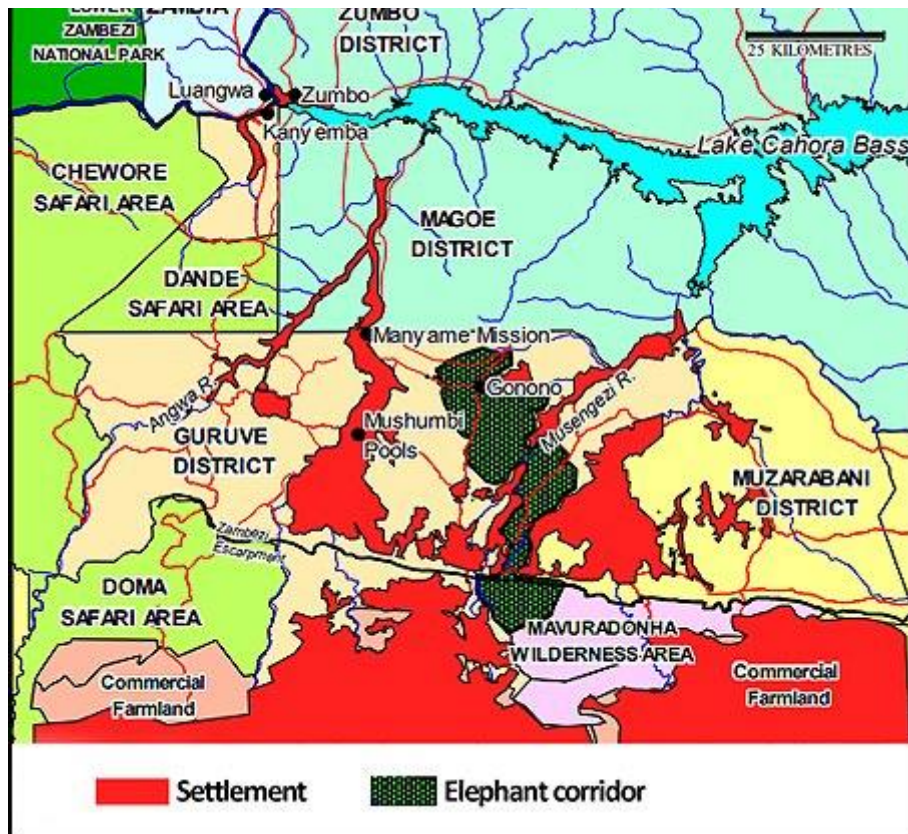 LOWER
ZAMBEZI
NATIONAL PARK
ZAMBIA
ZUMBO
DISTRICT
25 KILOMETRES
Luangwa
Zumbo
Kanyemba
Lake Cahora Bass
CHEWORE
SAFARI AREA
MAGOE
DISTRICT
DANDE
SAFARI AREA
Manyame Mission
Gonono
Angwa R.
Musengezi R.
Mushumbi
Pools
GURUVE
DISTRICT
MUZARABANI
DISTRICT
Zambezi
Escarpment
DOMA
SAFARI AREA
MAVURADONHA
WILDERNESS AREA
Commercial
Farmland
Commercial
Farmland
Settlement
Elephant corridor